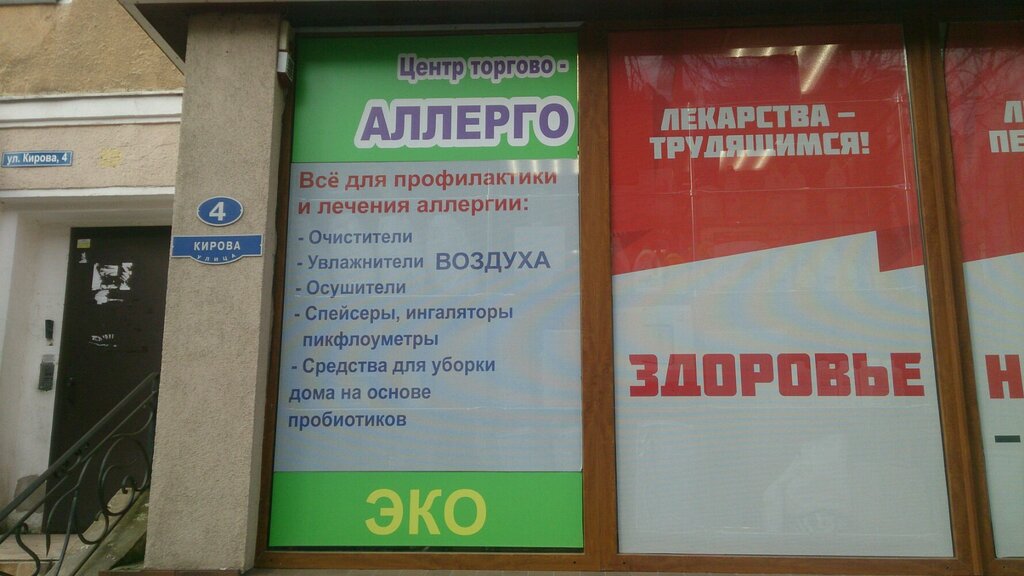 ул. Кирова, 4
4
КИРОВА
УЛИЦА
Центр торгово -
АЛЛЕРГО
Всё для профилактики
и лечения аллергии:
- Очистители
- Увлажнители ВОЗДУХА
- Осушители
- Спейсеры, ингаляторы
пикфлоуметры
- Средства для уборки
дома на основе
пробиотиков
ЭКО
ЛЕКАРСТВА –
ТРУДЯЩИМСЯ!
ЗДОРОВЬЕ